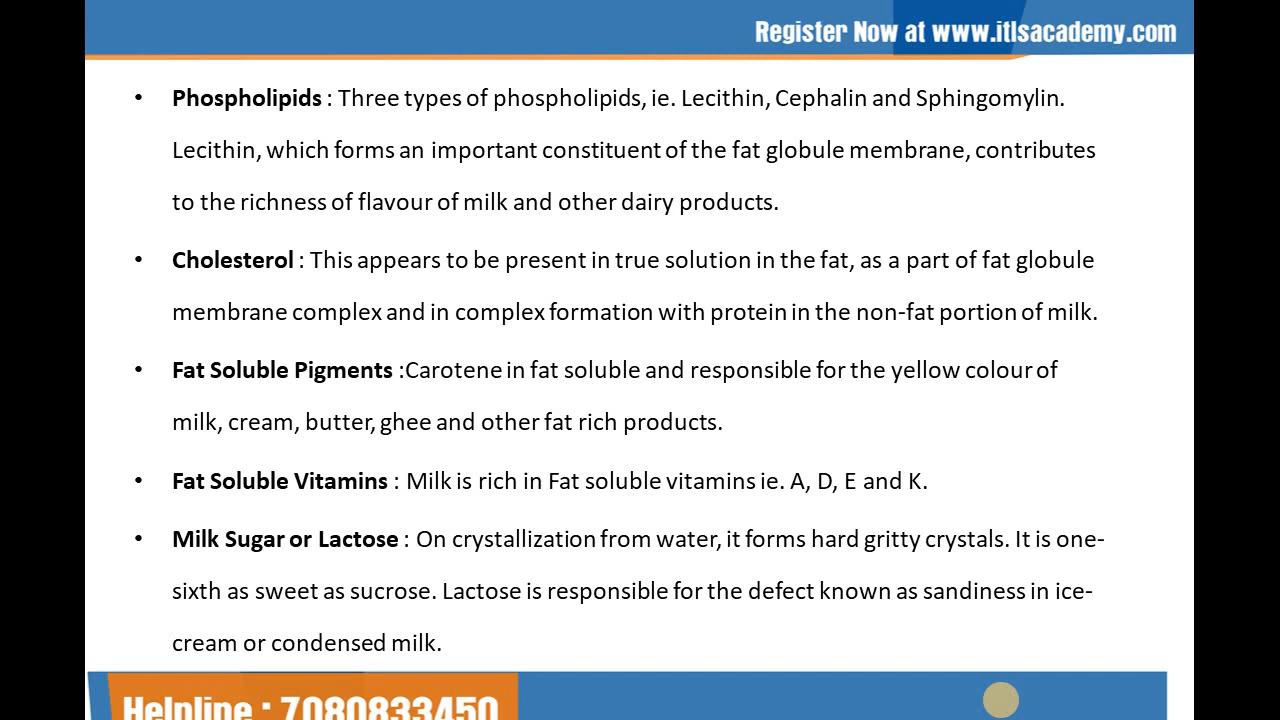 Register Now at www.itlsacademy.com
• Phospholipids : Three types of phospholipids, ie. Lecithin, Cephalin and Sphingomylin.
Lecithin, which forms an important constituent of the fat globule membrane, contributes
to the richness of flavour of milk and other dairy products.
• Cholesterol : This appears to be present in true solution in the fat, as a part of fat globule
membrane complex and in complex formation with protein in the non-fat portion of milk.
• Fat Soluble Pigments :Carotene in fat soluble and responsible for the yellow colour of
milk, cream, butter, ghee and other fat rich products.
• Fat Soluble Vitamins : Milk is rich in Fat soluble vitamins ie. A, D, E and K.
• Milk Sugar or Lactose : On crystallization from water, it forms hard gritty crystals. It is one-
sixth as sweet as sucrose. Lactose is responsible for the defect known as sandiness in ice-
cream or condensed milk.
Helpline : 7080833450